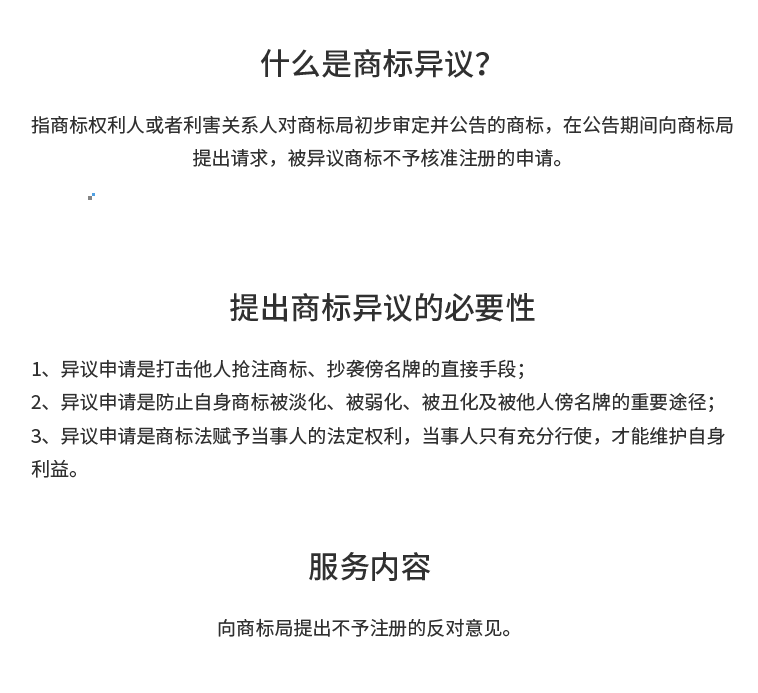 什么是商标异议？
指商标权利人或者利害关系人对商标局初步审定并公告的商标，在公告期间向商标局
提出请求，被异议商标不予核准注册的申请。
提出商标异议的必要性
1、异议申请是打击他人抢注商标、抄袭傍名牌的直接手段；
2、异议申请是防止自身商标被淡化、被弱化、被丑化及被他人傍名牌的重要途径；
3、异议申请是商标法赋予当事人的法定权利，当事人只有充分行使，才能维护自身
利益。
服务内容
向商标局提出不予注册的反对意见。